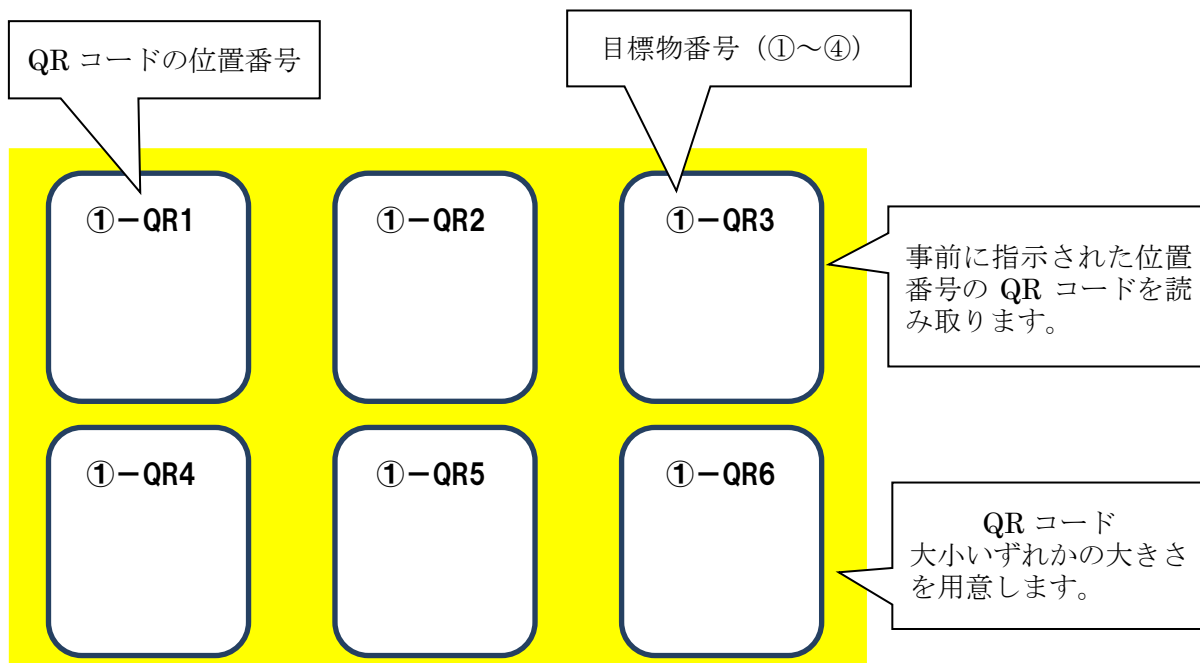 QR コードの位置番号
目標物番号（①～④）
①－QR1
①－QR2
①－QR3
事前に指示された位置
番号の QR コードを読
み取ります。
①－QR4
①－QR5
①－QR6
QR コード
大小いずれかの大きさ
を用意します。